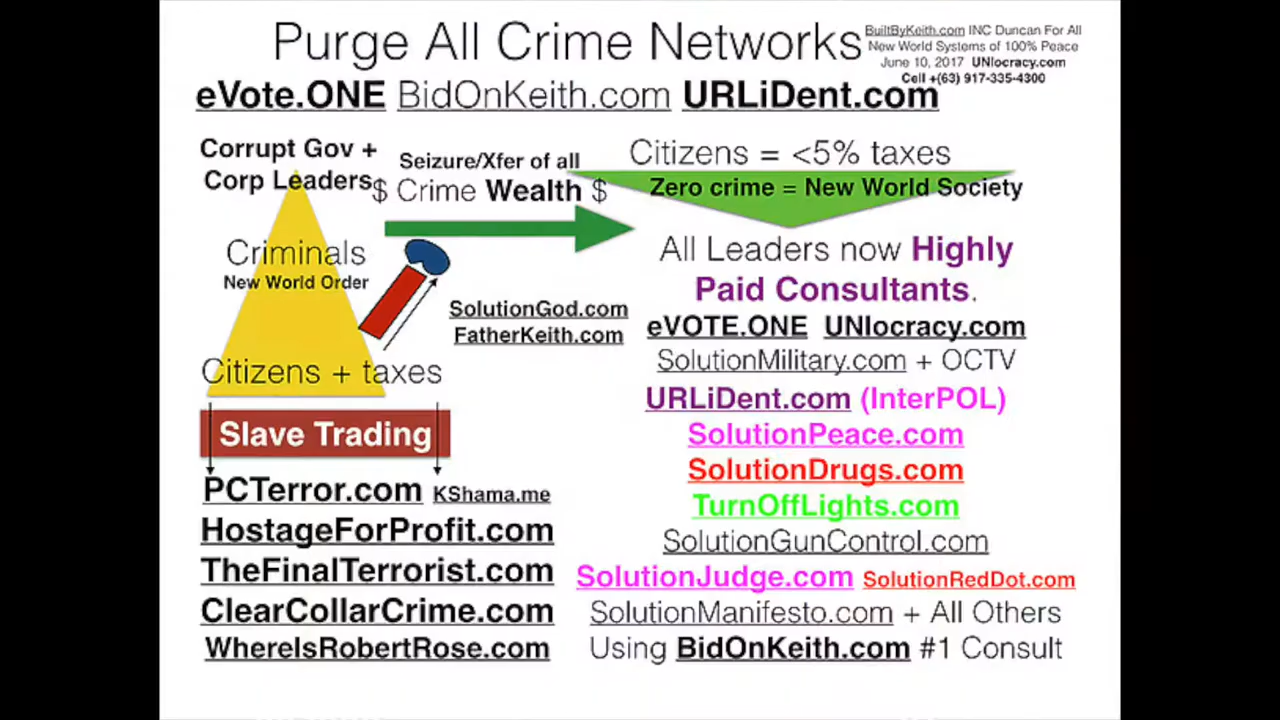 Purge All Crime Networks
BuiltByKeith.com INC Duncan For All
New World Systems of 100% Peace
June 10, 2017 UNIocracy.com
Cell +(63) 917-335-4300
eVote.ONE BidOnKeith.com URLiDent.com
Corrupt Gov +
Corp Leaders
Seizure/Xfer of all
$ Crime Wealth $
Criminals
New World Order
SolutionGod.com
FatherKeith.com
Citizens + taxes
Slave Trading
PCTerror.com KShama.me
HostageForProfit.com
TheFinalTerrorist.com
ClearCollarCrime.com
WhereIsRobertRose.com
Citizens = <5% taxes
Zero crime = New World Society
All Leaders now Highly
Paid Consultants.
eVOTE.ONE UNIocracy.com
SolutionMilitary.com + OCTV
URLiDent.com (InterPOL)
SolutionPeace.com
SolutionDrugs.com
TurnOffLights.com
SolutionGunControl.com
SolutionJudge.com SolutionRedDot.com
SolutionManifesto.com + All Others
Using BidOnKeith.com #1 Consult